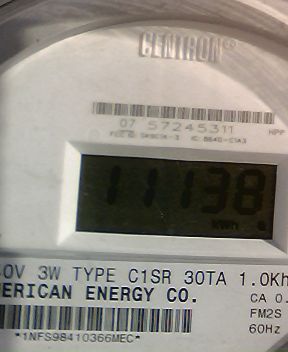 CENTRON®
07 57245311
HPP
11138
kWh
0V 3W TYPE C1SR 30TA 1.0Kh
ERICAN ENERGY CO.
CA 0.
FM2S
60Hz
*1NFS98410366MEC*